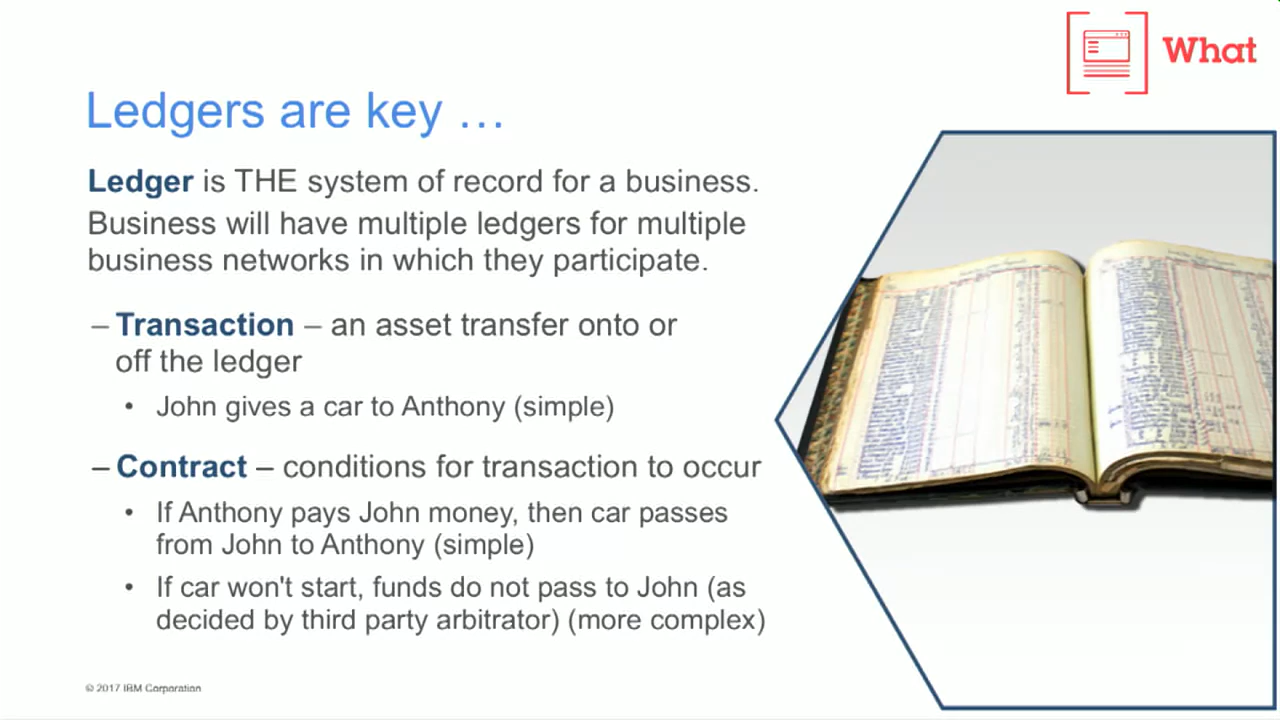 What
Ledgers are key …
Ledger is THE system of record for a business.
Business will have multiple ledgers for multiple
business networks in which they participate.
– Transaction – an asset transfer onto or
off the ledger
• John gives a car to Anthony (simple)
– Contract – conditions for transaction to occur
• If Anthony pays John money, then car passes
from John to Anthony (simple)
• If car won't start, funds do not pass to John (as
decided by third party arbitrator) (more complex)
© 2017 IBM Corporation